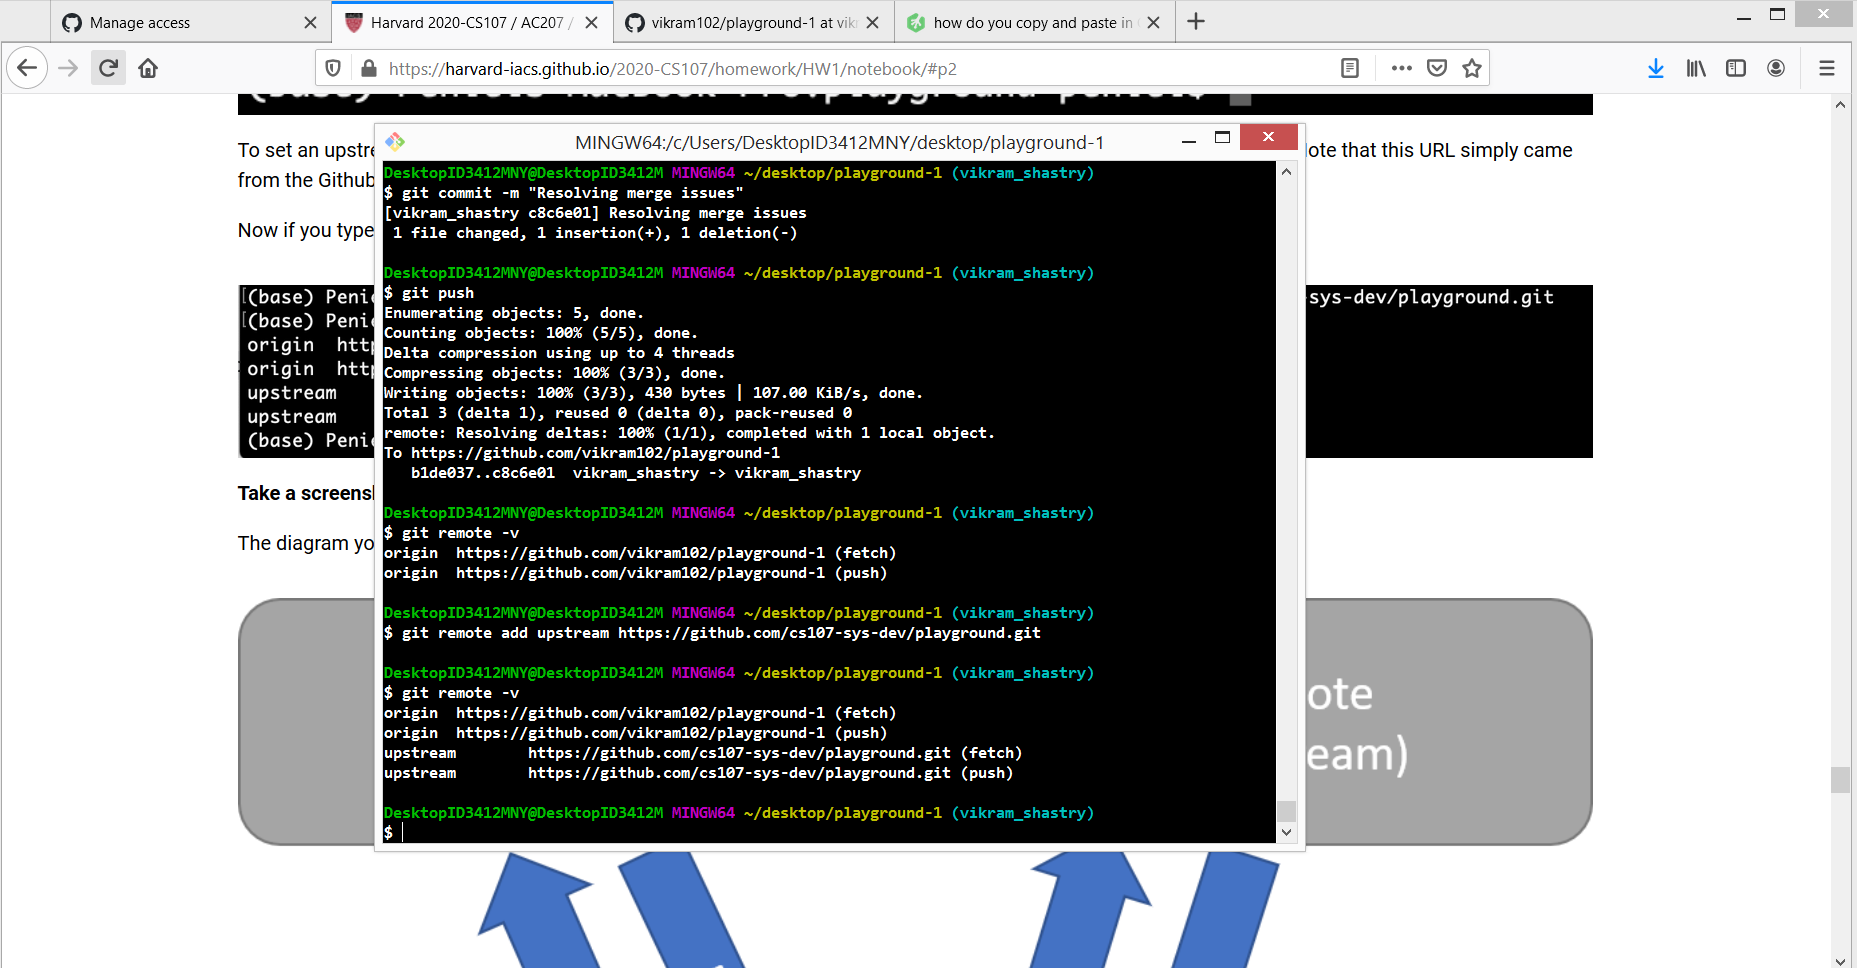 Manage access
Harvard 2020-CS107 / AC207 /
vikram102/playground-1 at vikr
how do you copy and paste in
https://harvard-iacs.github.io/2020-CS107/homework/HW1/notebook/#p2
To set an upstre
ote that this URL simply came
from the Github
Now if you type
(base) Penie
sys-dev/playground.git
(base) Penie
origin http
origin http
upstream
upstream
(base) Penie
Take a screensh
The diagram yo
ote
eam)
MINGW64:/c/Users/DesktopID3412MNY/desktop/playground-1
DesktopID3412MNY@DesktopID3412M MINGW64 ~/desktop/playground-1 (vikram_shastry)
$ git commit -m "Resolving merge issues"
[vikram_shastry c8c6e01] Resolving merge issues
1 file changed, 1 insertion(+), 1 deletion(-)
DesktopID3412MNY@DesktopID3412M MINGW64 ~/desktop/playground-1 (vikram_shastry)
$ git push
Enumerating objects: 5, done.
Counting objects: 100% (5/5), done.
Delta compression using up to 4 threads
Compressing objects: 100% (3/3), done.
Writing objects: 100% (3/3), 430 bytes | 107.00 KiB/s, done.
Total 3 (delta 1), reused 0 (delta 0), pack-reused 0
remote: Resolving deltas: 100% (1/1), completed with 1 local object.
To https://github.com/vikram102/playground-1
b1de037..c8c6e01 vikram_shastry -> vikram_shastry
DesktopID3412MNY@DesktopID3412M MINGW64 ~/desktop/playground-1 (vikram_shastry)
$ git remote -v
origin https://github.com/vikram102/playground-1 (fetch)
origin https://github.com/vikram102/playground-1 (push)
DesktopID3412MNY@DesktopID3412M MINGW64 ~/desktop/playground-1 (vikram_shastry)
$ git remote add upstream https://github.com/cs107-sys-dev/playground.git
DesktopID3412MNY@DesktopID3412M MINGW64 ~/desktop/playground-1 (vikram_shastry)
$ git remote -v
origin https://github.com/vikram102/playground-1 (fetch)
origin https://github.com/vikram102/playground-1 (push)
upstream https://github.com/cs107-sys-dev/playground.git (fetch)
upstream https://github.com/cs107-sys-dev/playground.git (push)
DesktopID3412MNY@DesktopID3412M MINGW64 ~/desktop/playground-1 (vikram_shastry)
$